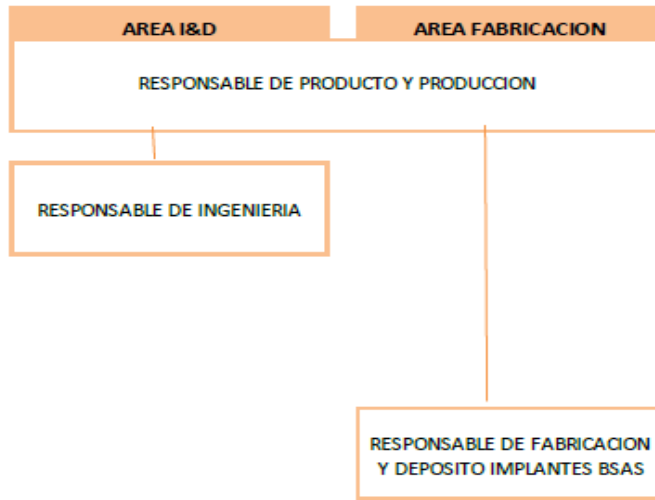 AREA I&D
AREA FABRICACION
RESPONSABLE DE PRODUCTO Y PRODUCCION
RESPONSABLE DE INGENIERIA
RESPONSABLE DE FABRICACION
Y DEPOSITO IMPLANTES BSAS